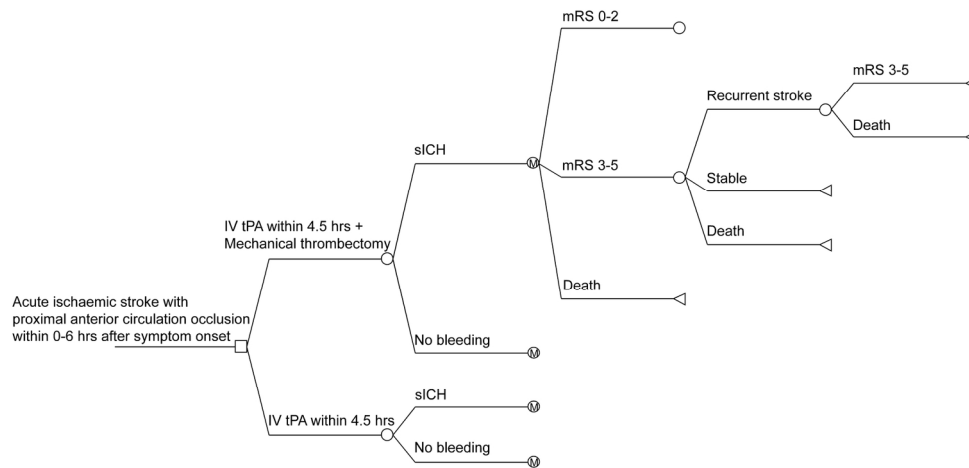 mRS 0-2
mRS 3-5
Recurrent stroke
Death
sICH
mRS 3-5
Stable
M
IV tPA within 4.5 hrs +
Mechanical thrombectomy
Death
Death
Acute ischaemic stroke with
proximal anterior circulation occlusion
within 0-6 hrs after symptom onset
No bleeding
M
sICH
M
IV tPA within 4.5 hrs
No bleeding
M